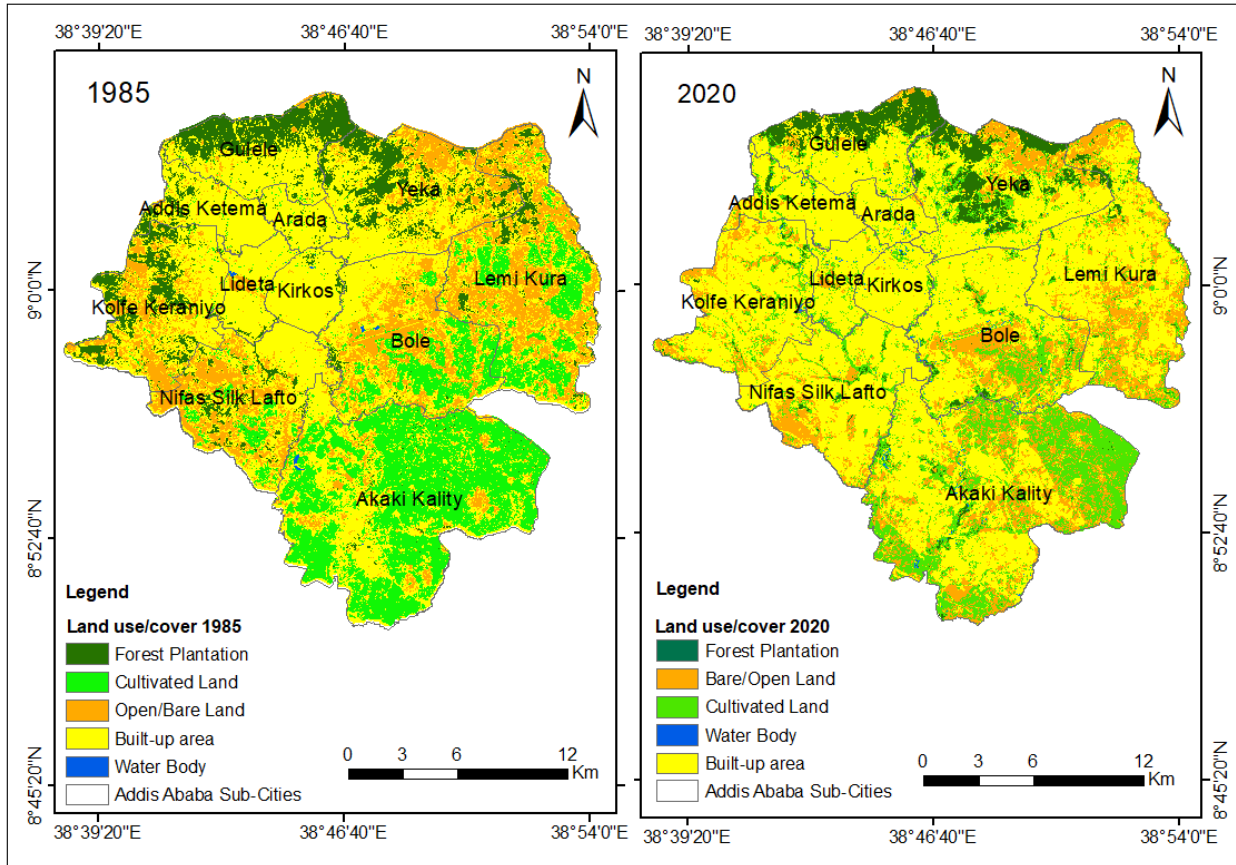 38°39'20"E 38°46'40"E 38°54'0"E
1985
N
Gulele
Yeka
Addis Ketema
Arada
Lideta
Kirkos
Lemi Kura
Kolfe Keraniyo
Bole
Nifas Silk Lafto
Akaki Kality
9°0'0"N
8°52'40"N
8°45'20"N
Legend
Land use/cover 1985
Forest Plantation
Cultivated Land
Open/Bare Land
Built-up area
Water Body
Addis Ababa Sub-Cities
0 3 6 12
Km
38°39'20"E 38°46'40"E 38°54'0"E
38°39'20"E 38°46'40"E 38°54'0"E
2020
N
Gulele
Yeka
Addis Ketema
Arada
Lideta
Kirkos
Lemi Kura
Kolfe Keraniyo
Bole
Nifas Silk Lafto
Akaki Kality
9°0'0"N
8°52'40"N
8°45'20"N
Legend
Land use/cover 2020
Forest Plantation
Bare/Open Land
Cultivated Land
Water Body
Built-up area
Addis Ababa Sub-Cities
0 3 6 12
Km
38°39'20"E 38°46'40"E 38°54'0"E